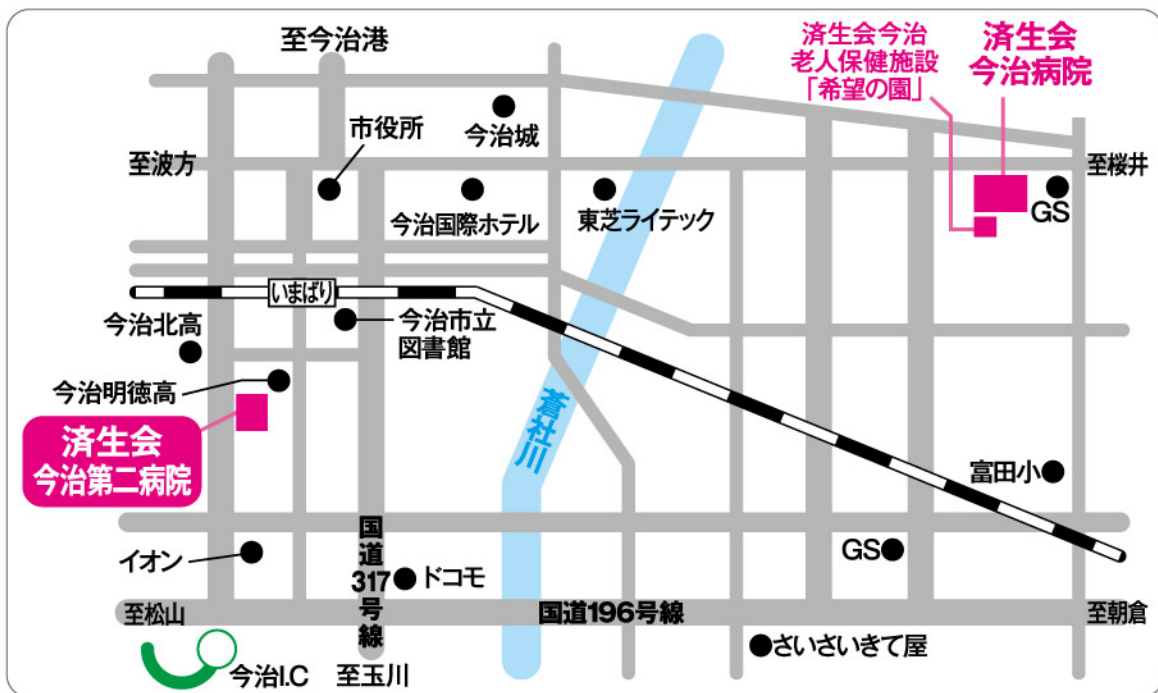 至今治港
済生会今治
老人保健施設
「希望の園」
済生会
今治病院
市役所
今治城
至波方
至桜井
今治国際ホテル
東芝ライテック
GS
いまばり
今治北高
今治市立
図書館
今治明徳高
蒼社川
済生会
今治第二病院
富田小
イオン
国道317号線
ドコモ
GS
至松山
国道196号線
至朝倉
今治I.C
至玉川
さいさいきて屋